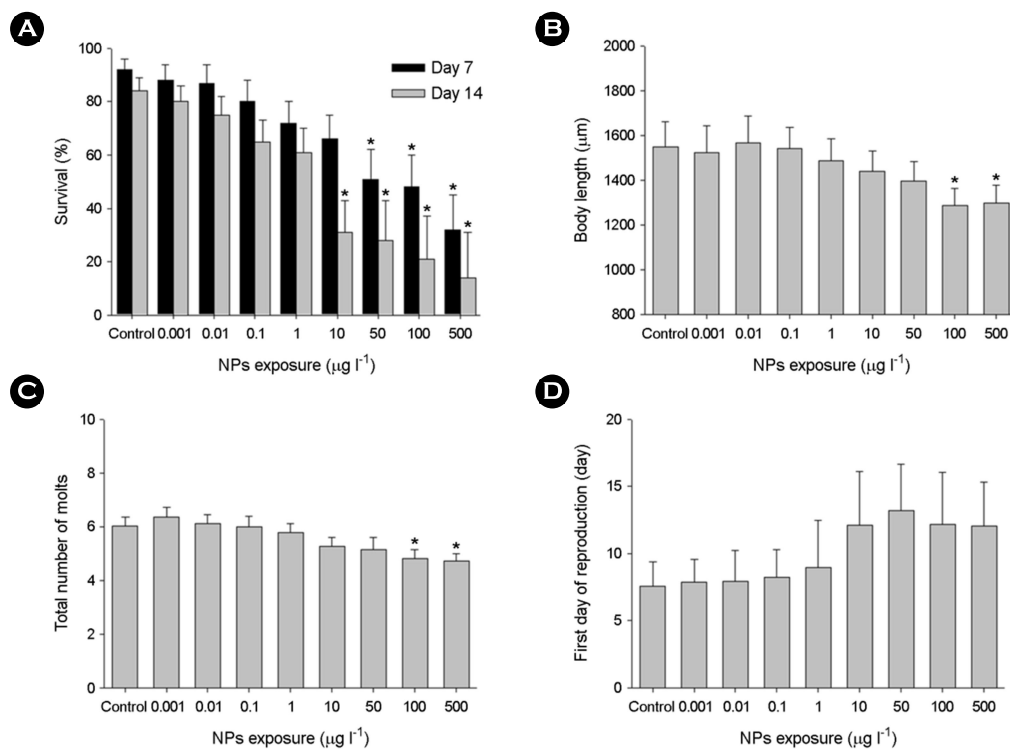 A
100
80
60
40
20
0
Survival (%)
Day 7
Day 14
* * * *
* * *
Control 0.001 0.01 0.1 1 10 50 100 500
NPs exposure (μg l⁻¹)
B
2000
1800
1600
1400
1200
1000
800
Body length (μm)
* *
Control 0.001 0.01 0.1 1 10 50 100 500
NPs exposure (μg l⁻¹)
C
10
8
6
4
2
0
Total number of molts
* *
Control 0.001 0.01 0.1 1 10 50 100 500
NPs exposure (μg l⁻¹)
D
20
15
10
5
0
First day of reproduction (day)
Control 0.001 0.01 0.1 1 10 50 100 500
NPs exposure (μg l⁻¹)